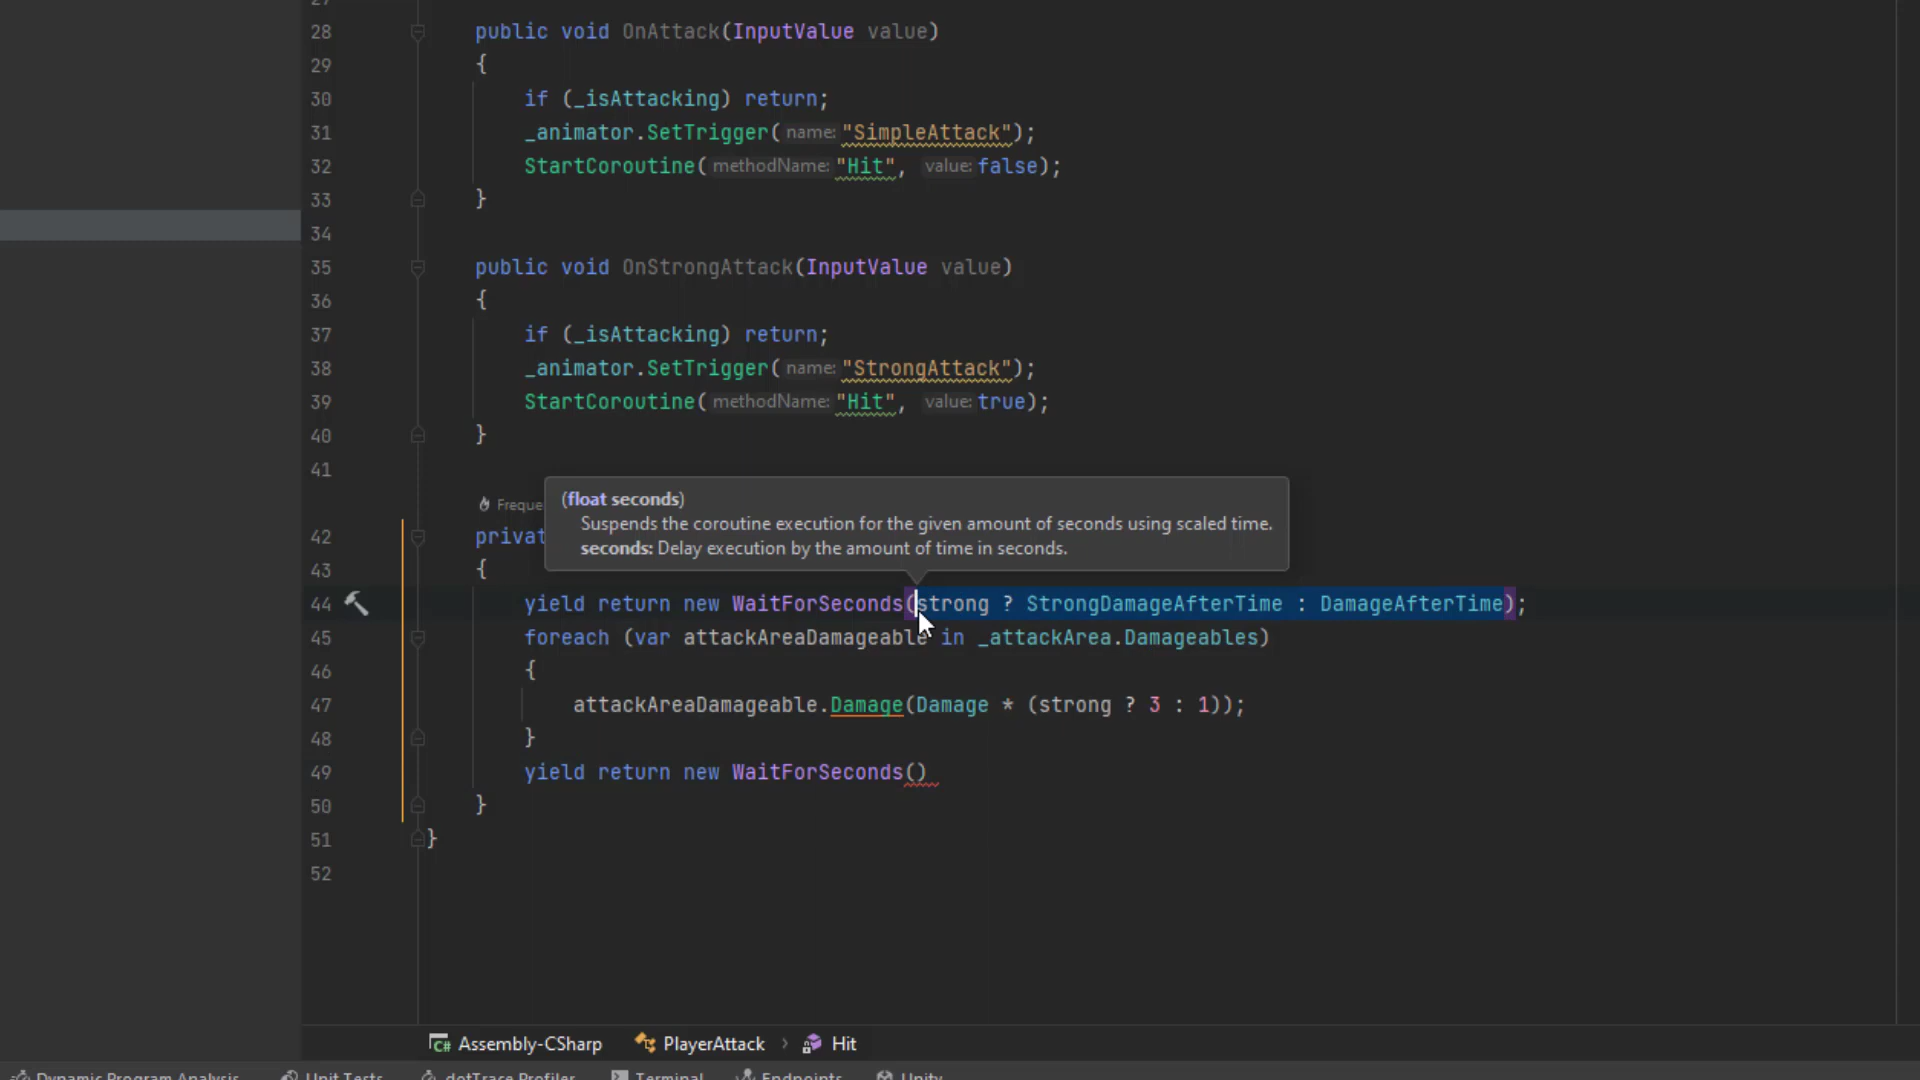 27
28 public void OnAttack(InputValue value)
29 {
30 if (_isAttacking) return;
31 _animator.SetTrigger( name: "SimpleAttack");
32 StartCoroutine( methodName: "Hit", value: false);
33 }
34
35 public void OnStrongAttack(InputValue value)
36 {
37 if (_isAttacking) return;
38 _animator.SetTrigger( name: "StrongAttack");
39 StartCoroutine( methodName: "Hit", value: true);
40 }
41
(float seconds)
Freque
Suspends the coroutine execution for the given amount of seconds using scaled time.
42 privat
seconds: Delay execution by the amount of time in seconds.
43 {
44 yield return new WaitForSeconds(strong ? StrongDamageAfterTime : DamageAfterTime);
45 foreach (var attackAreaDamageable in _attackArea.Damageables)
46 {
47 attackAreaDamageable.Damage(Damage * (strong ? 3 : 1));
48 }
49 yield return new WaitForSeconds()
50 }
51 }
52
C# Assembly-CSharp PlayerAttack > Hit
Dynamic Program Analysis Unit Tests dotTrace Profiler Terminal Endpoints Unity